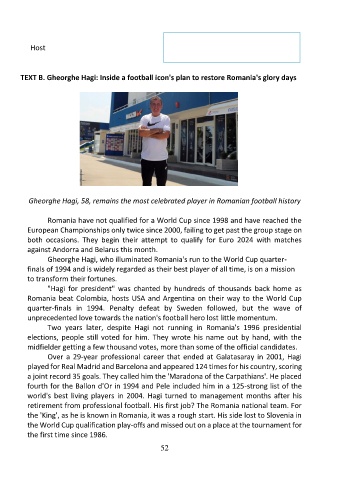 Host
TEXT B. Gheorghe Hagi: Inside a football icon's plan to restore Romania's glory days
Gheorghe Hagi, 58, remains the most celebrated player in Romanian football history
Romania have not qualified for a World Cup since 1998 and have reached the
European Championships only twice since 2000, failing to get past the group stage on
both occasions. They begin their attempt to qualify for Euro 2024 with matches
against Andorra and Belarus this month.
Gheorghe Hagi, who illuminated Romania's run to the World Cup quarter-
finals of 1994 and is widely regarded as their best player of all time, is on a mission
to transform their fortunes.
"Hagi for president" was chanted by hundreds of thousands back home as
Romania beat Colombia, hosts USA and Argentina on their way to the World Cup
quarter-finals in 1994. Penalty defeat by Sweden followed, but the wave of
unprecedented love towards the nation's football hero lost little momentum.
Two years later, despite Hagi not running in Romania's 1996 presidential
elections, people still voted for him. They wrote his name out by hand, with the
midfielder getting a few thousand votes, more than some of the official candidates.
Over a 29-year professional career that ended at Galatasaray in 2001, Hagi
played for Real Madrid and Barcelona and appeared 124 times for his country, scoring
a joint record 35 goals. They called him the 'Maradona of the Carpathians'. He placed
fourth for the Ballon d'Or in 1994 and Pele included him in a 125-strong list of the
world's best living players in 2004. Hagi turned to management months after his
retirement from professional football. His first job? The Romania national team. For
the 'King', as he is known in Romania, it was a rough start. His side lost to Slovenia in
the World Cup qualification play-offs and missed out on a place at the tournament for
the first time since 1986.
52